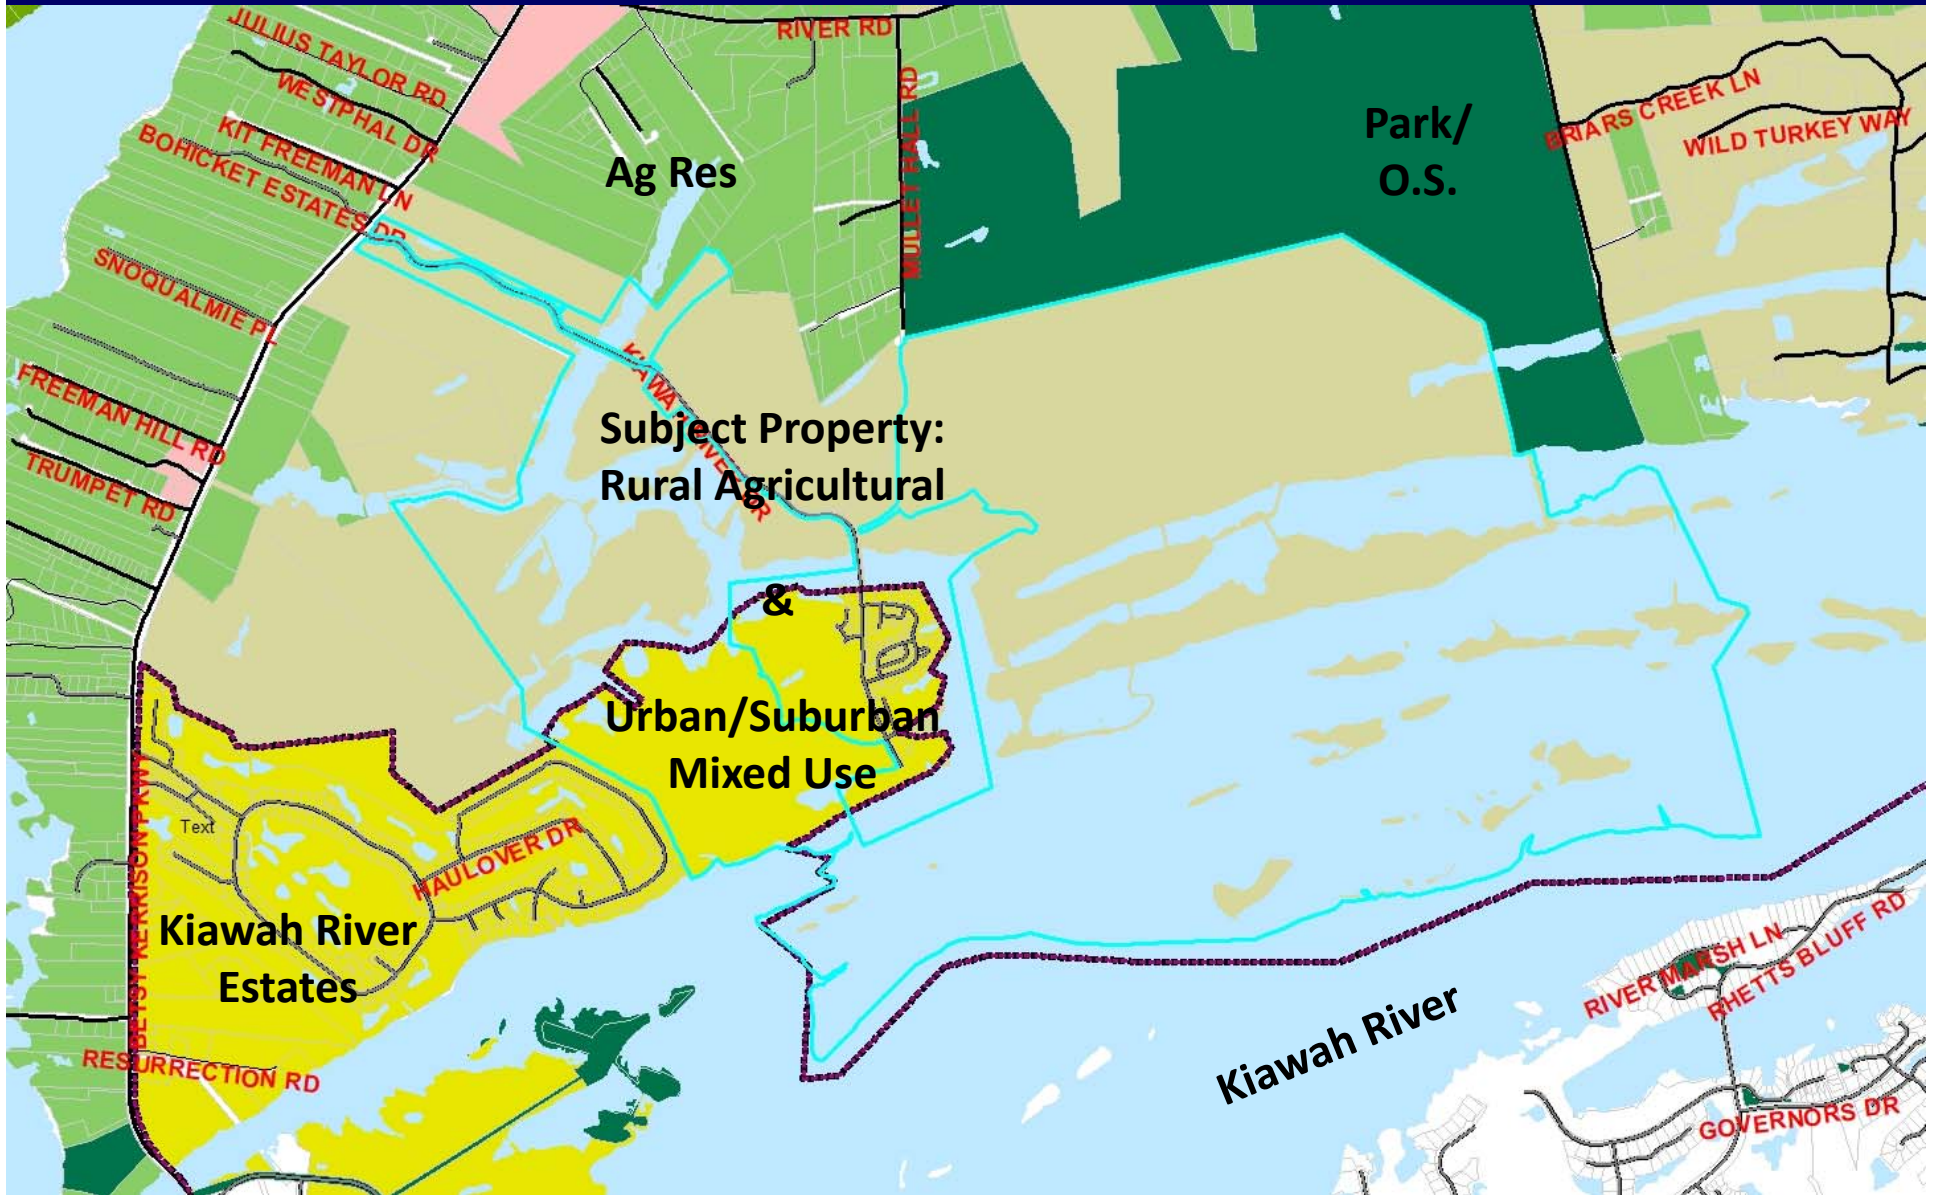 JULIUS TAYLOR RD
RIVER RD
WESTPHAL DR
KIT FREEMAN LN
BOHICKET ESTATES DR
MULLET HALL RD
Ag Res
Park/
O.S.
BRIARS CREEK LN
WILD TURKEY WAY
SNOQUALMIE PL
FREEMAN HILL RD
TRUMPET RD
KIAWAH RIVER DR
Subject Property:
Rural Agricultural
&
Urban/Suburban
Mixed Use
BETSY KERRISON PKWY
Text
HAULOVER DR
Kiawah River
Estates
RESURRECTION RD
Kiawah River
RIVER MARSH LN
RHETTS BLUFF RD
GOVERNORS DR